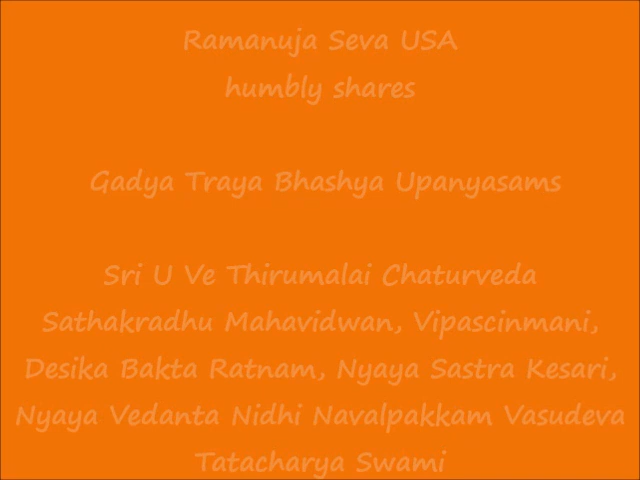 Ramanuja Seva USA
humbly shares
Gadya Traya Bhashya Upanyasams
Sri U Ve Thirumalai Chaturveda
Sathakradhu Mahavidwan, Vipascinmani,
Desika Bakta Ratnam, Nyaya Sastra Kesari,
Nyaya Vedanta Nidhi Navalpakkam Vasudeva
Tatacharya Swami